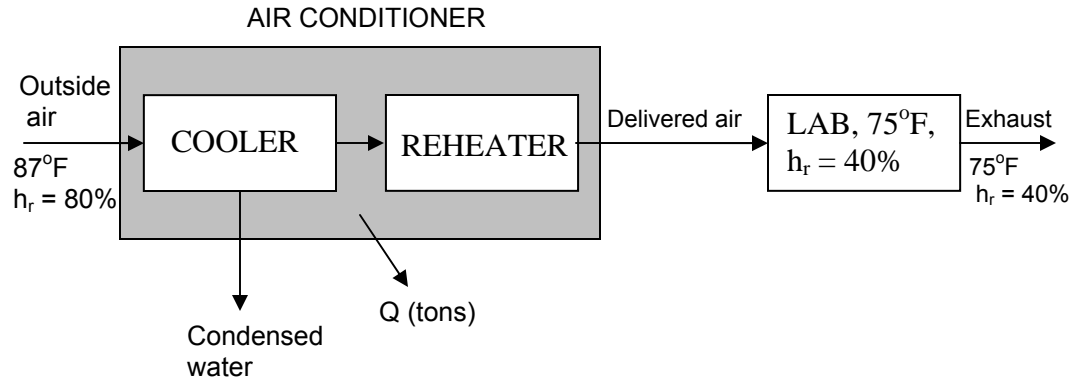 AIR CONDITIONER
Outside
air
87°F
hᵣ = 80%
COOLER
REHEATER
Delivered air
LAB, 75°F,
hᵣ = 40%
Exhaust
75°F
hᵣ = 40%
Q (tons)
Condensed
water